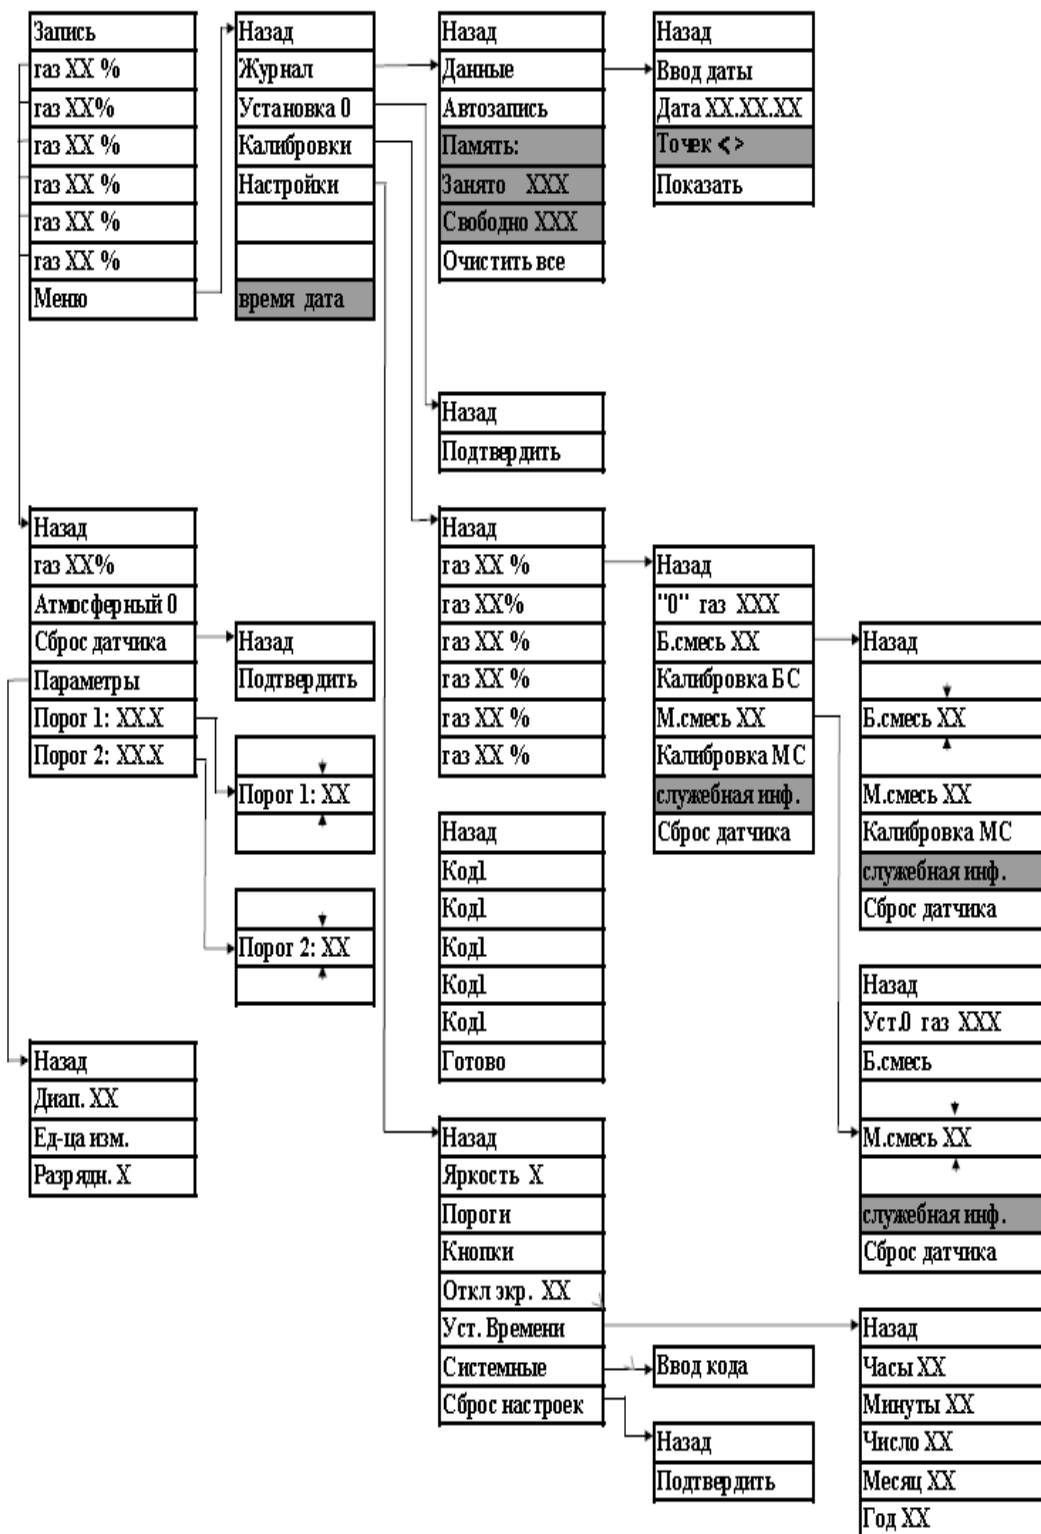 Запись
газ XX %
газ XX%
газ XX %
газ XX %
газ XX %
газ XX %
Меню
Назад
Журнал
Установка 0
Калибровки
Настройки
время дата
Назад
Данные
Автозапись
Память:
Занято XXX
Свободно XXX
Очистить все
Назад
Ввод даты
Дата XX.XX.XX
Точек < >
Показать
Назад
Подтвердить
Назад
газ XX%
Атмосферный 0
Сброс датчика
Параметры
Порог 1: XX.X
Порог 2: XX.X
Назад
Подтвердить
Порог 1: XX
Порог 2: XX
Назад
Диап. XX
Ед-ца изм.
Разрядн. X
Назад
газ XX %
газ XX%
газ XX %
газ XX %
газ XX %
газ XX %
Назад
"0" газ XXX
Б.смесь XX
Калибровка БС
М.смесь XX
Калибровка МС
служебная инф.
Сброс датчика
Назад
Б.смесь XX
М.смесь XX
Калибровка МС
служебная инф.
Сброс датчика
Назад
Код1
Код1
Код1
Код1
Код1
Готово
Назад
Уст.0 газ XXX
Б.смесь
М.смесь XX
служебная инф.
Сброс датчика
Назад
Яркость X
Пороги
Кнопки
Откл экр. XX
Уст. Времени
Системные
Сброс настроек
Ввод кода
Назад
Подтвердить
Назад
Часы XX
Минуты XX
Число XX
Месяц XX
Год XX